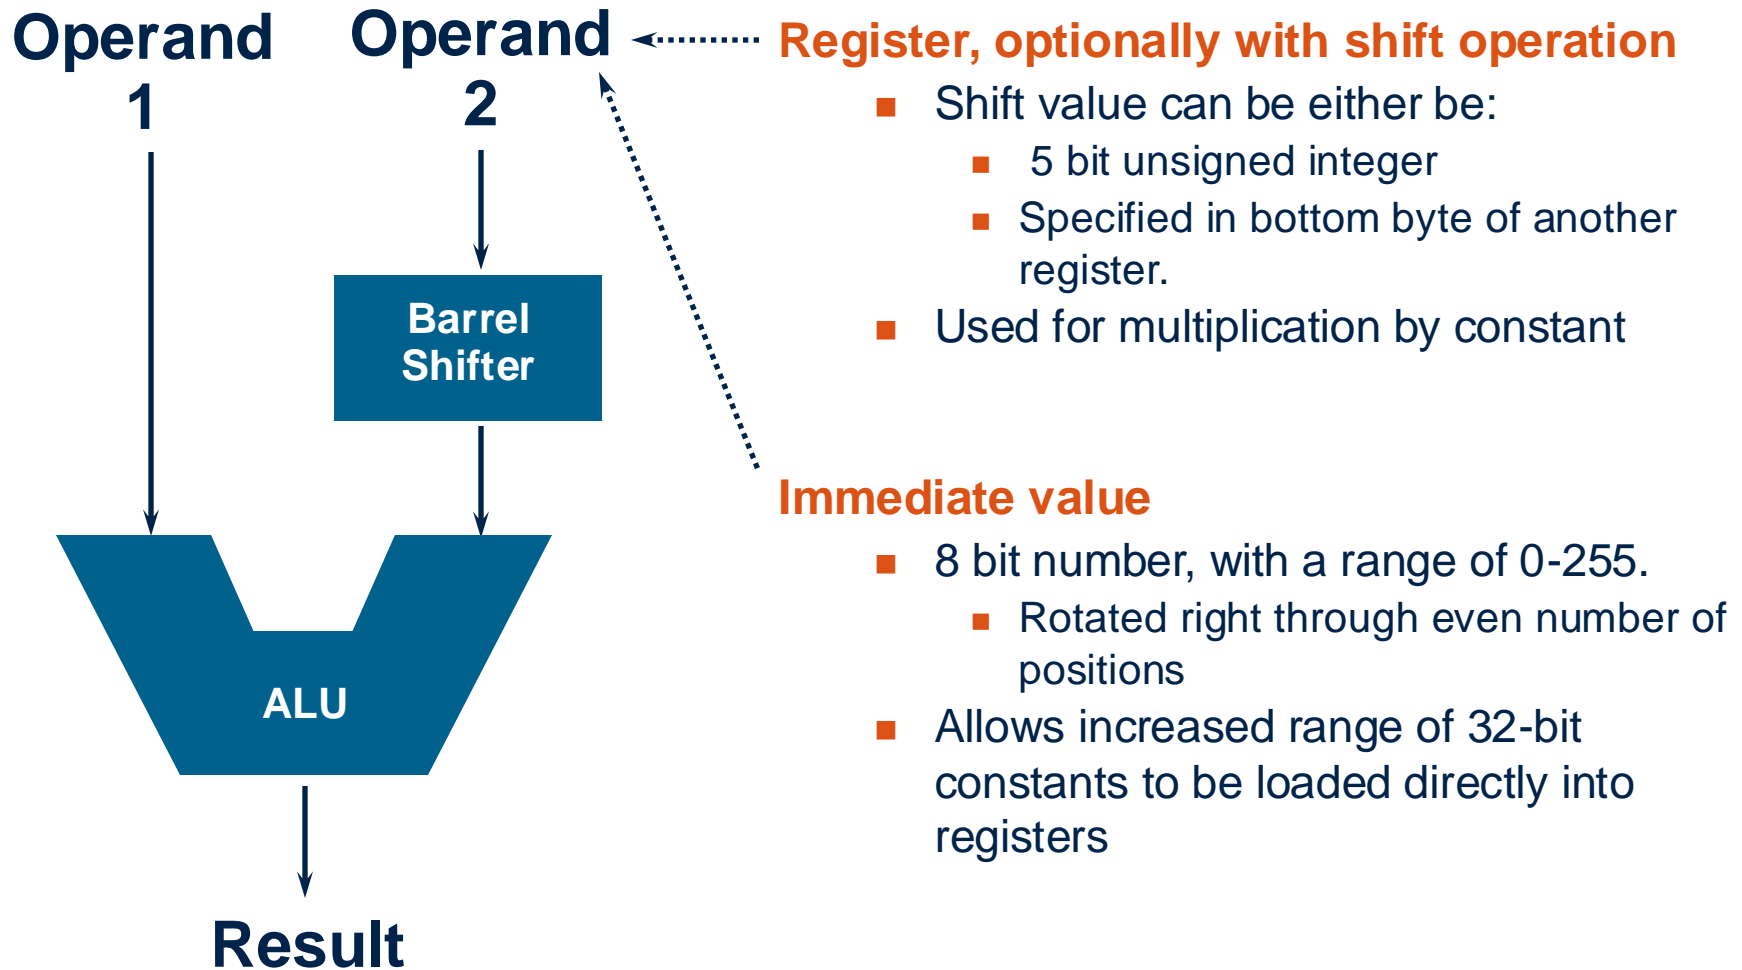 Operand
1
Operand
2
Register, optionally with shift operation
Shift value can be either be:
5 bit unsigned integer
Specified in bottom byte of another
register.
Used for multiplication by constant
Barrel
Shifter
Immediate value
8 bit number, with a range of 0-255.
Rotated right through even number of
positions
Allows increased range of 32-bit
constants to be loaded directly into
registers
ALU
Result